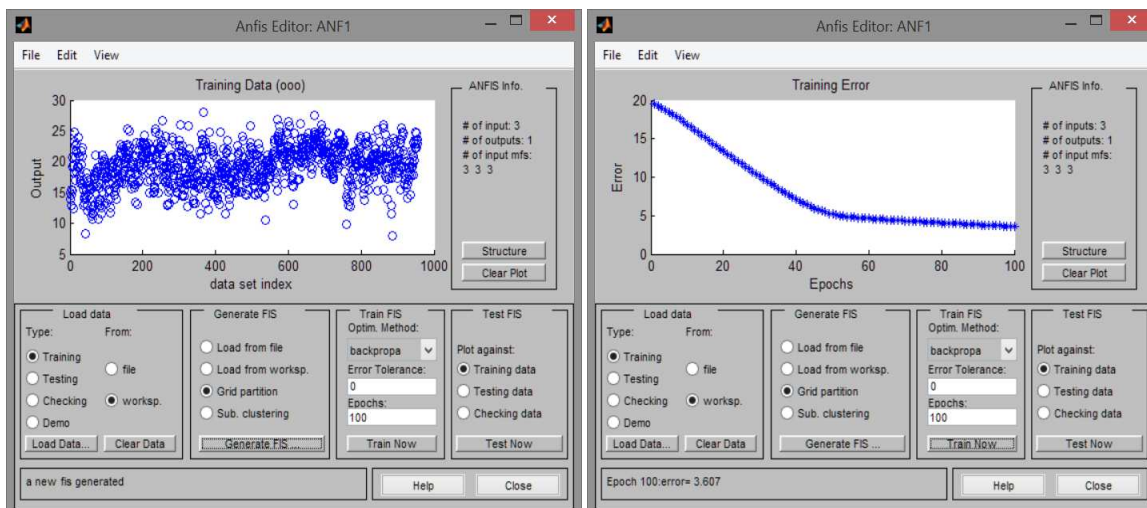 Anfis Editor: ANF1
File Edit View
Training Data (ooo)
30
25
20
15
10
5
Output
0 200 400 600 800 1000
data set index
ANFIS Info.
# of input: 3
# of outputs: 1
# of input mfs:
3 3 3
Structure
Clear Plot
Load data
Type: From:
Training
Testing
Checking
Demo
file
worksp.
Load Data... Clear Data
Generate FIS
Load from file
Load from worksp.
Grid partition
Sub. clustering
Generate FIS ...
Train FIS
Optim. Method:
backpropa
Error Tolerance:
0
Epochs:
100
Train Now
Test FIS
Plot against:
Training data
Testing data
Checking data
Test Now
a new fis generated
Help Close
Anfis Editor: ANF1
File Edit View
Training Error
20
15
10
5
0
Error
0 20 40 60 80 100
Epochs
ANFIS Info.
# of inputs: 3
# of outputs: 1
# of input mfs:
3 3 3
Structure
Clear Plot
Load data
Type: From:
Training
Testing
Checking
Demo
file
worksp.
Load Data... Clear Data
Generate FIS
Load from file
Load from worksp.
Grid partition
Sub. clustering
Generate FIS ...
Train FIS
Optim. Method:
backpropa
Error Tolerance:
0
Epochs:
100
Train Now
Test FIS
Plot against:
Training data
Testing data
Checking data
Test Now
Epoch 100:error= 3.607
Help Close